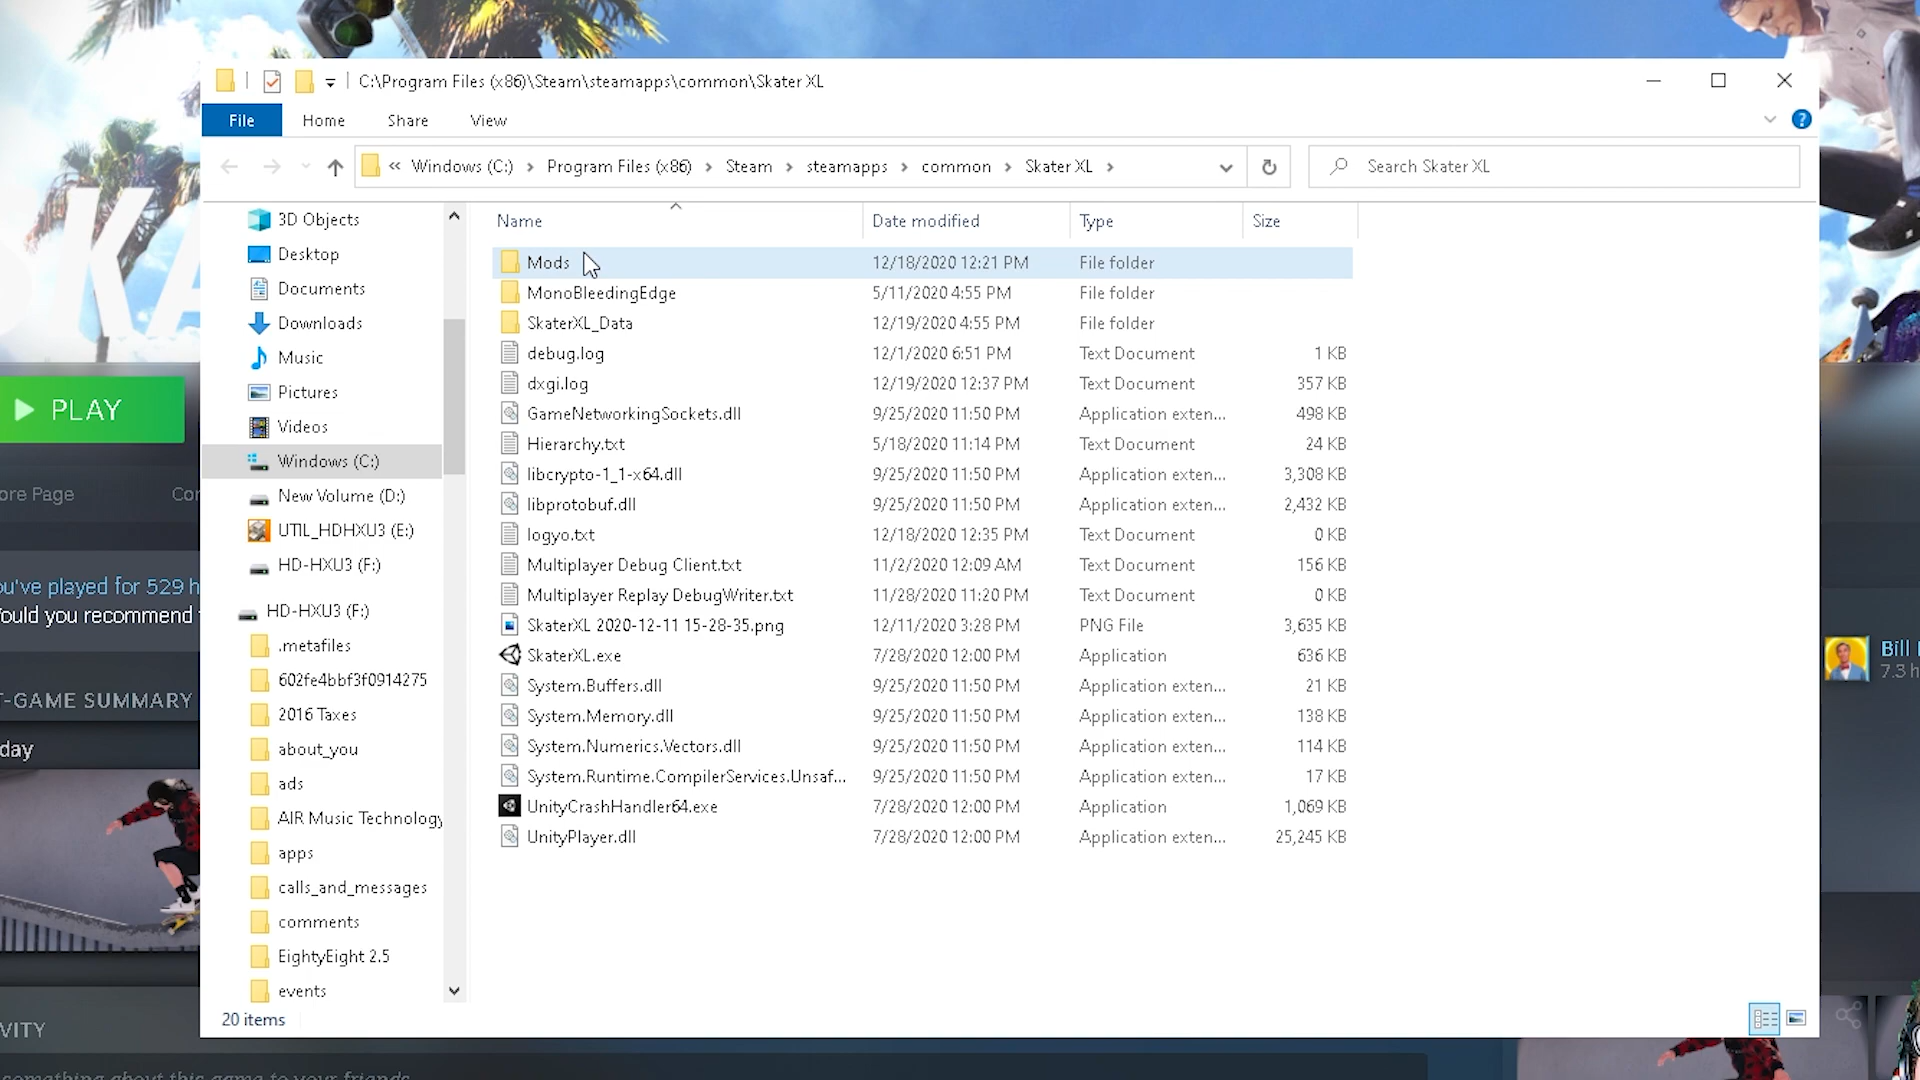 C:\Program Files (x86)\Steam\steamapps\common\Skater XL
File Home Share View
« Windows (C:) › Program Files (x86) › Steam › steamapps › common › Skater XL ›
Search Skater XL
Name Date modified Type Size
3D Objects
Desktop
Documents
Downloads
Music
Pictures
Videos
Windows (C:)
New Volume (D:)
UTIL_HDHXU3 (E:)
HD-HXU3 (F:)
HD-HXU3 (F:)
.metafiles
602fe4bbf3f0914275
2016 Taxes
about_you
ads
AIR Music Technology
apps
calls_and_messages
comments
EightyEight 2.5
events
Mods 12/18/2020 12:21 PM File folder
MonoBleedingEdge 5/11/2020 4:55 PM File folder
SkaterXL_Data 12/19/2020 4:55 PM File folder
debug.log 12/1/2020 6:51 PM Text Document 1 KB
dxgi.log 12/19/2020 12:37 PM Text Document 357 KB
GameNetworkingSockets.dll 9/25/2020 11:50 PM Application exten... 498 KB
Hierarchy.txt 5/18/2020 11:14 PM Text Document 24 KB
libcrypto-1_1-x64.dll 9/25/2020 11:50 PM Application exten... 3,308 KB
libprotobuf.dll 9/25/2020 11:50 PM Application exten... 2,432 KB
logyo.txt 12/18/2020 12:35 PM Text Document 0 KB
Multiplayer Debug Client.txt 11/2/2020 12:09 AM Text Document 156 KB
Multiplayer Replay DebugWriter.txt 11/28/2020 11:20 PM Text Document 0 KB
SkaterXL 2020-12-11 15-28-35.png 12/11/2020 3:28 PM PNG File 3,635 KB
SkaterXL.exe 7/28/2020 12:00 PM Application 636 KB
System.Buffers.dll 9/25/2020 11:50 PM Application exten... 21 KB
System.Memory.dll 9/25/2020 11:50 PM Application exten... 138 KB
System.Numerics.Vectors.dll 9/25/2020 11:50 PM Application exten... 114 KB
System.Runtime.CompilerServices.Unsaf... 9/25/2020 11:50 PM Application exten... 17 KB
UnityCrashHandler64.exe 7/28/2020 12:00 PM Application 1,069 KB
UnityPlayer.dll 7/28/2020 12:00 PM Application exten... 25,245 KB
20 items
SKA
PLAY
ore Page Cor
ou've played for 529 h
ould you recommend
T-GAME SUMMARY
day
VITY
something about this game to your friends
Bill
7.3 h